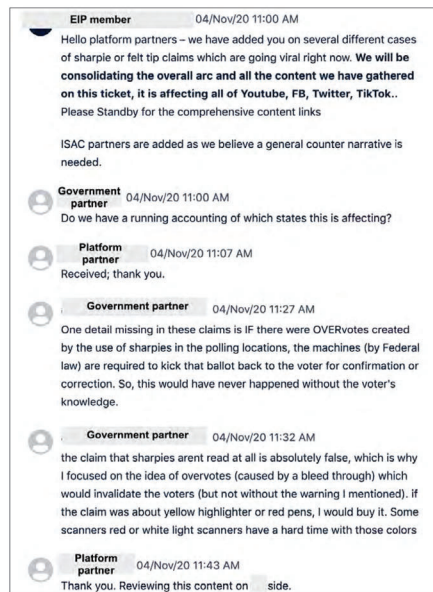 EIP member 04/Nov/20 11:00 AM
Hello platform partners – we have added you on several different cases
of sharpie or felt tip claims which are going viral right now. We will be
consolidating the overall arc and all the content we have gathered
on this ticket, it is affecting all of Youtube, FB, Twitter, TikTok..
Please Standby for the comprehensive content links
ISAC partners are added as we believe a general counter narrative is
needed.
Government
partner 04/Nov/20 11:00 AM
Do we have a running accounting of which states this is affecting?
Platform
partner 04/Nov/20 11:07 AM
Received; thank you.
Government partner 04/Nov/20 11:27 AM
One detail missing in these claims is IF there were OVERvotes created
by the use of sharpies in the polling locations, the machines (by Federal
law) are required to kick that ballot back to the voter for confirmation or
correction. So, this would have never happened without the voter's
knowledge.
Government partner 04/Nov/20 11:32 AM
the claim that sharpies arent read at all is absolutely false, which is why
I focused on the idea of overvotes (caused by a bleed through) which
would invalidate the voters (but not without the warning I mentioned). if
the claim was about yellow highlighter or red pens, I would buy it. Some
scanners red or white light scanners have a hard time with those colors
Platform
partner 04/Nov/20 11:43 AM
Thank you. Reviewing this content on side.